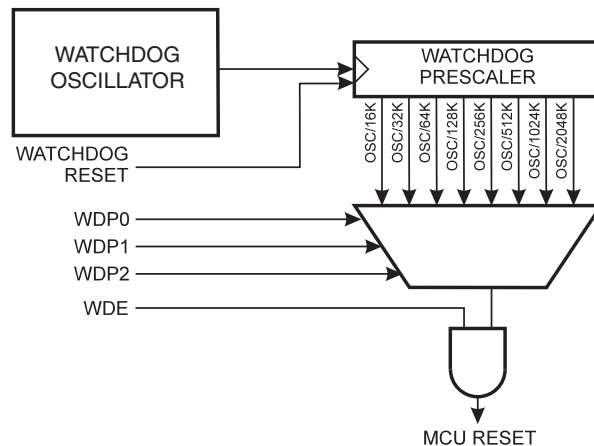 WATCHDOG
OSCILLATOR
WATCHDOG
PRESCALER
OSC/16K
OSC/32K
OSC/64K
OSC/128K
OSC/256K
OSC/512K
OSC/1024K
OSC/2048K
WATCHDOG
RESET
WDP0
WDP1
WDP2
WDE
MCU RESET